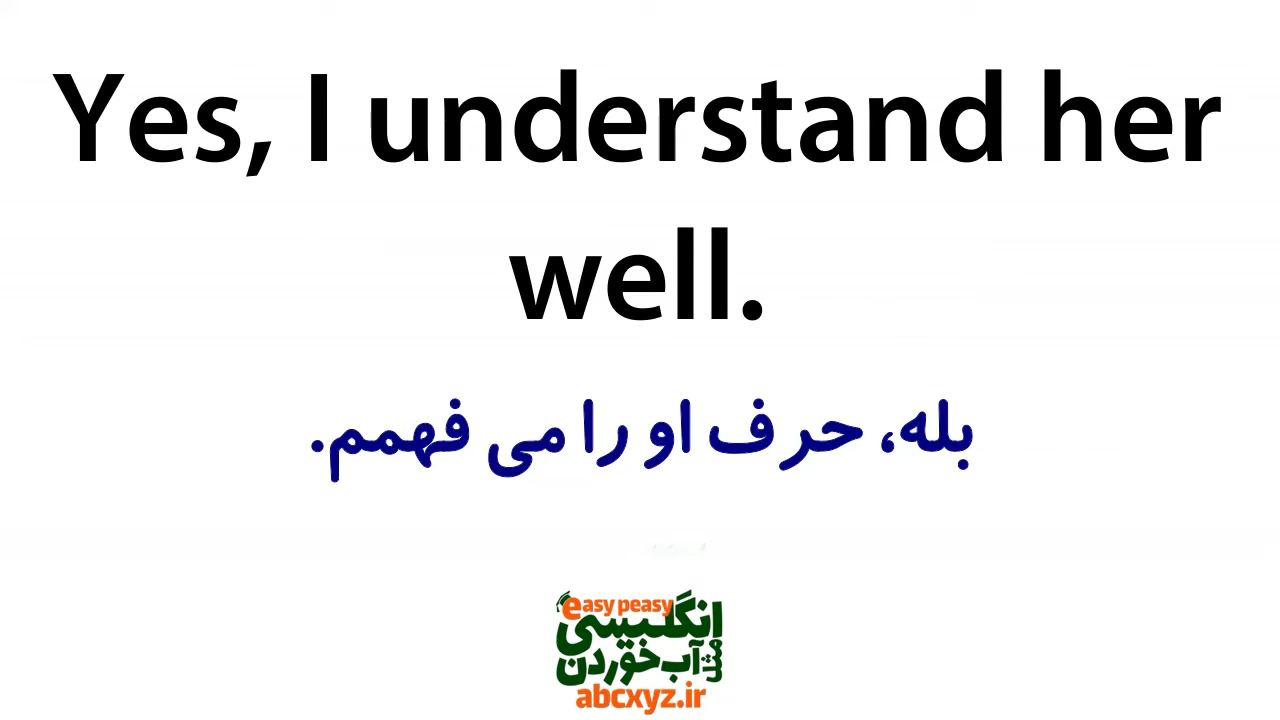 Yes, I understand her
well.
بله، حرف او را می فهمم.
easy peasy
انگلیسی
مثل آب خوردن
abcxyz.ir